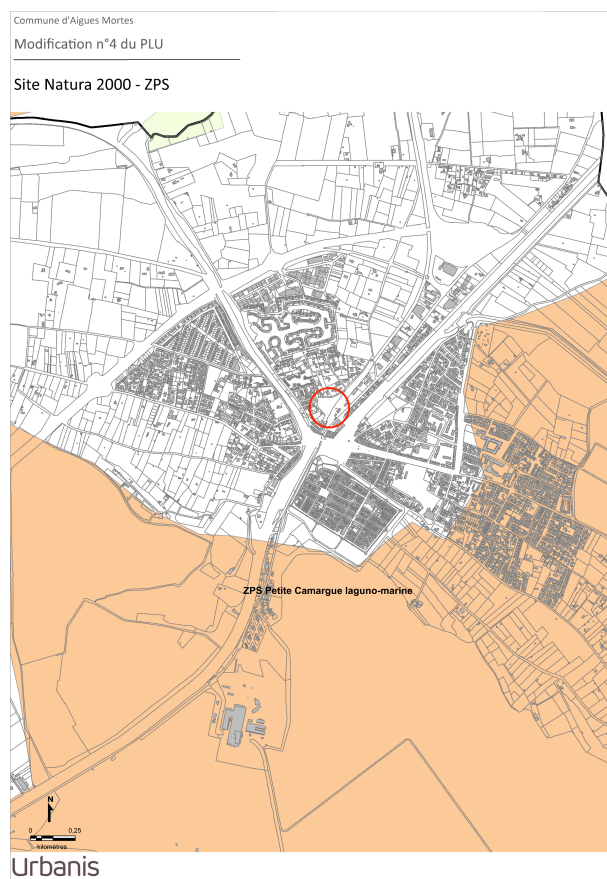 Commune d'Aigues Mortes
Modification n°4 du PLU
Site Natura 2000 - ZPS
ZPS Petite Camargue laguno-marine
N
0 0,25
kilomètres
Urbanis